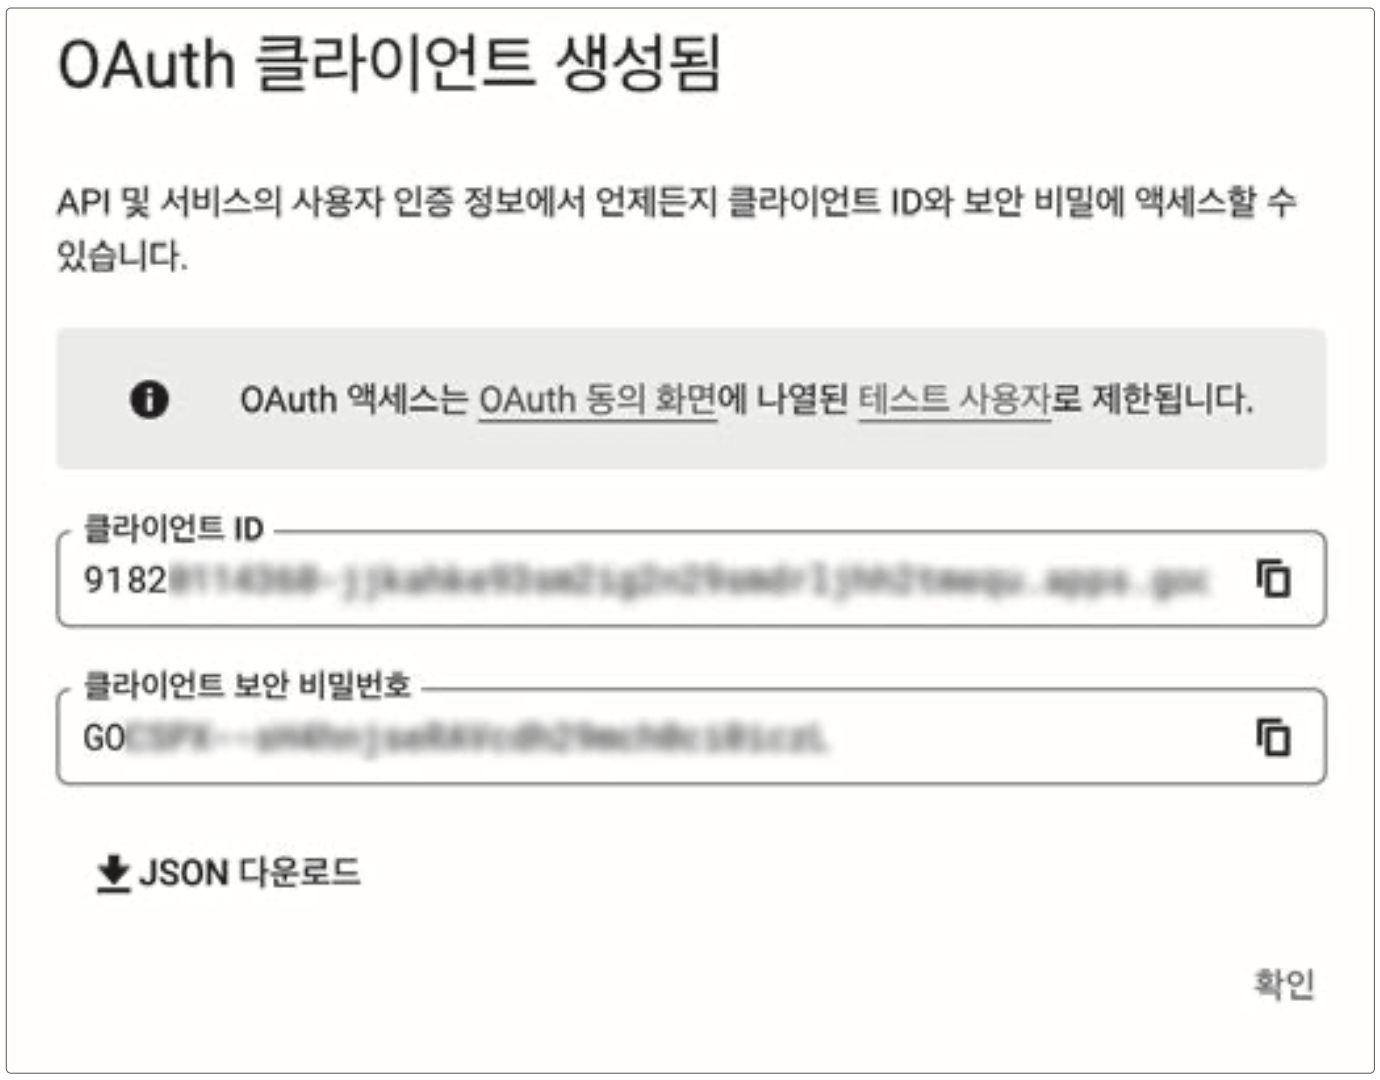 OAuth 클라이언트 생성됨
API 및 서비스의 사용자 인증 정보에서 언제든지 클라이언트 ID와 보안 비밀에 액세스할 수
있습니다.
OAuth 액세스는 OAuth 동의 화면에 나열된 테스트 사용자로 제한됩니다.
클라이언트 ID
9182
클라이언트 보안 비밀번호
GO
JSON 다운로드
확인